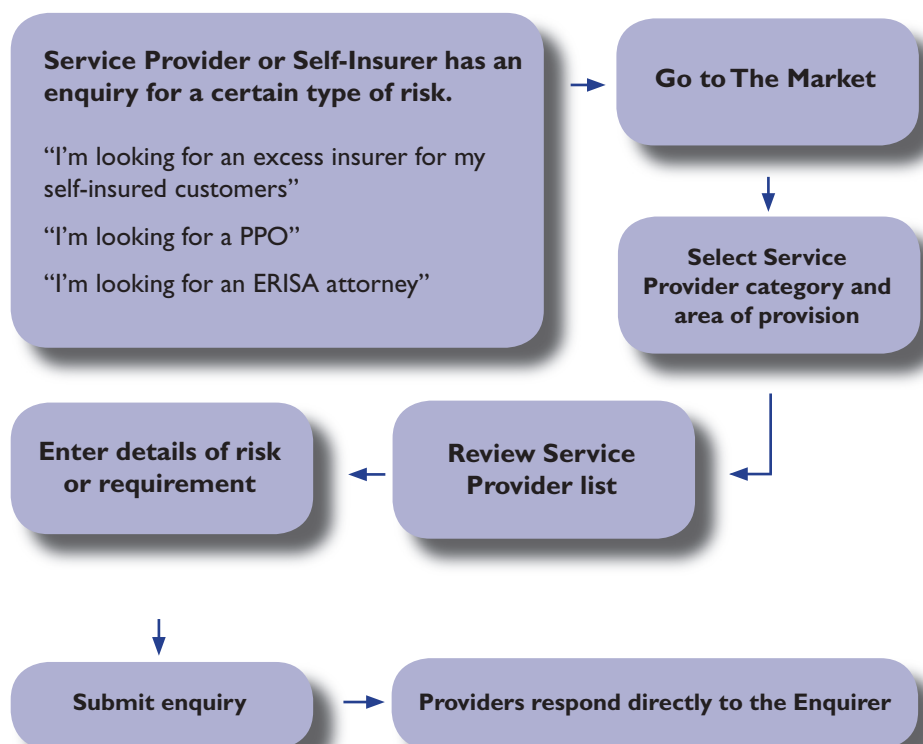 Service Provider or Self-Insurer has an
enquiry for a certain type of risk.
“I’m looking for an excess insurer for my
self-insured customers”
“I’m looking for a PPO”
“I’m looking for an ERISA attorney”
Go to The Market
Select Service
Provider category and
area of provision
Review Service
Provider list
Enter details of risk
or requirement
Submit enquiry
Providers respond directly to the Enquirer